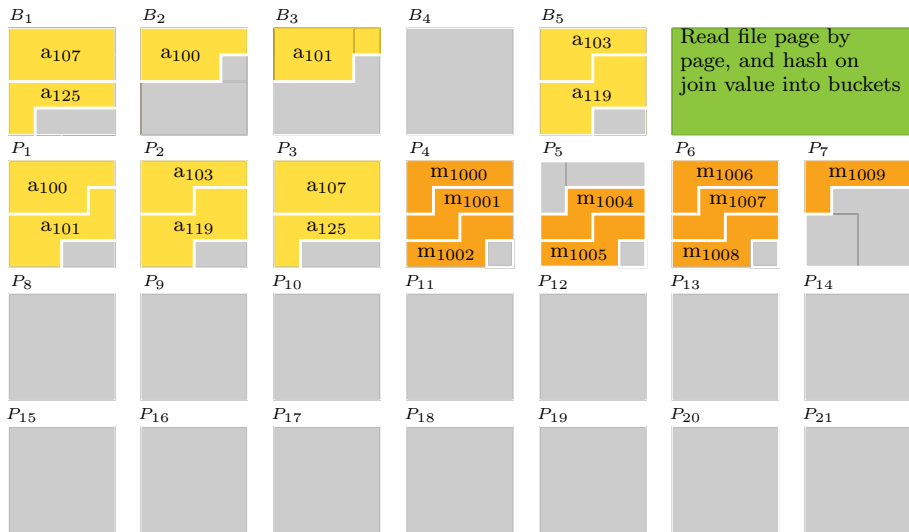 B1 B2 B3 B4 B5
a107 a100 a101 a103 Read file page by
page, and hash on
join value into buckets
a125 a119
P1 P2 P3 P4 P5 P6 P7
a100 a103 a107 m1000 m1006 m1009
m1001 m1004 m1007
a101 a119 a125 m1002 m1005 m1008
P8 P9 P10 P11 P12 P13 P14
P15 P16 P17 P18 P19 P20 P21